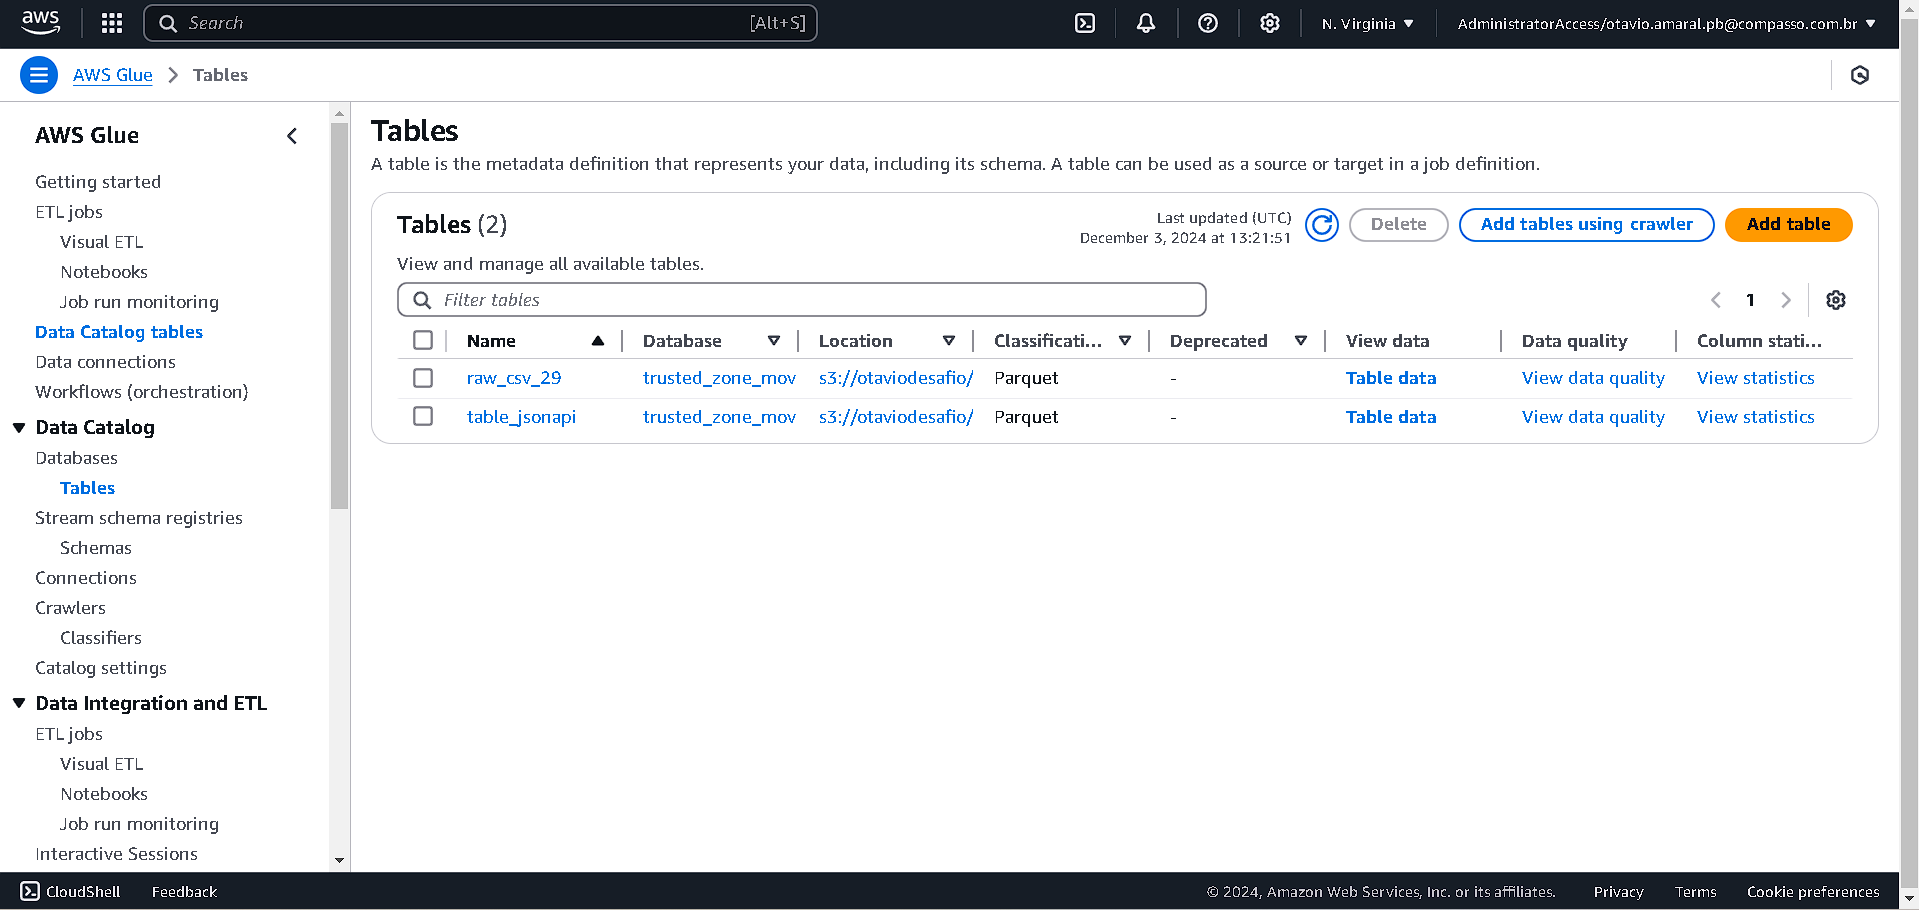 aws
Search [Alt+S]
N. Virginia
AdministratorAccess/otavio.amaral.pb@compasso.com.br
AWS Glue > Tables
AWS Glue
Getting started
ETL jobs
Visual ETL
Notebooks
Job run monitoring
Data Catalog tables
Data connections
Workflows (orchestration)
Data Catalog
Databases
Tables
Stream schema registries
Schemas
Connections
Crawlers
Classifiers
Catalog settings
Data Integration and ETL
ETL jobs
Visual ETL
Notebooks
Job run monitoring
Interactive Sessions
Tables
A table is the metadata definition that represents your data, including its schema. A table can be used as a source or target in a job definition.
Tables (2)
Last updated (UTC)
December 3, 2024 at 13:21:51
Delete
Add tables using crawler
Add table
View and manage all available tables.
Filter tables
1
Name Database Location Classificati... Deprecated View data Data quality Column stati...
raw_csv_29 trusted_zone_mov s3://otaviodesafio/ Parquet - Table data View data quality View statistics
table_jsonapi trusted_zone_mov s3://otaviodesafio/ Parquet - Table data View data quality View statistics
CloudShell Feedback © 2024, Amazon Web Services, Inc. or its affiliates. Privacy Terms Cookie preferences